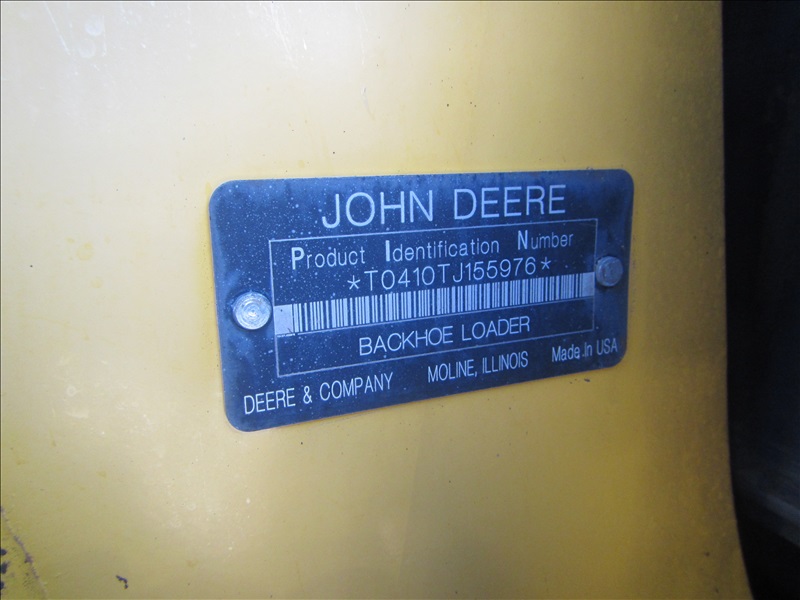 JOHN DEERE
Product Identification Number
*T0410TJ155976*
BACKHOE LOADER
DEERE & COMPANY MOLINE, ILLINOIS Made in USA